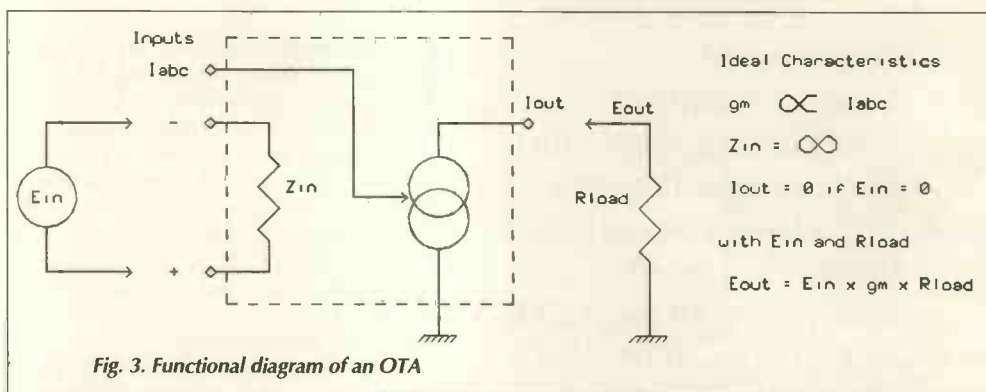 Inputs
Iabc
-
Ein
Zin
+
Iout
Eout
Rload
Ideal Characteristics
gm ∝ Iabc
Zin = ∞
Iout = 0 if Ein = 0
with Ein and Rload
Eout = Ein x gm x Rload
Fig. 3. Functional diagram of an OTA